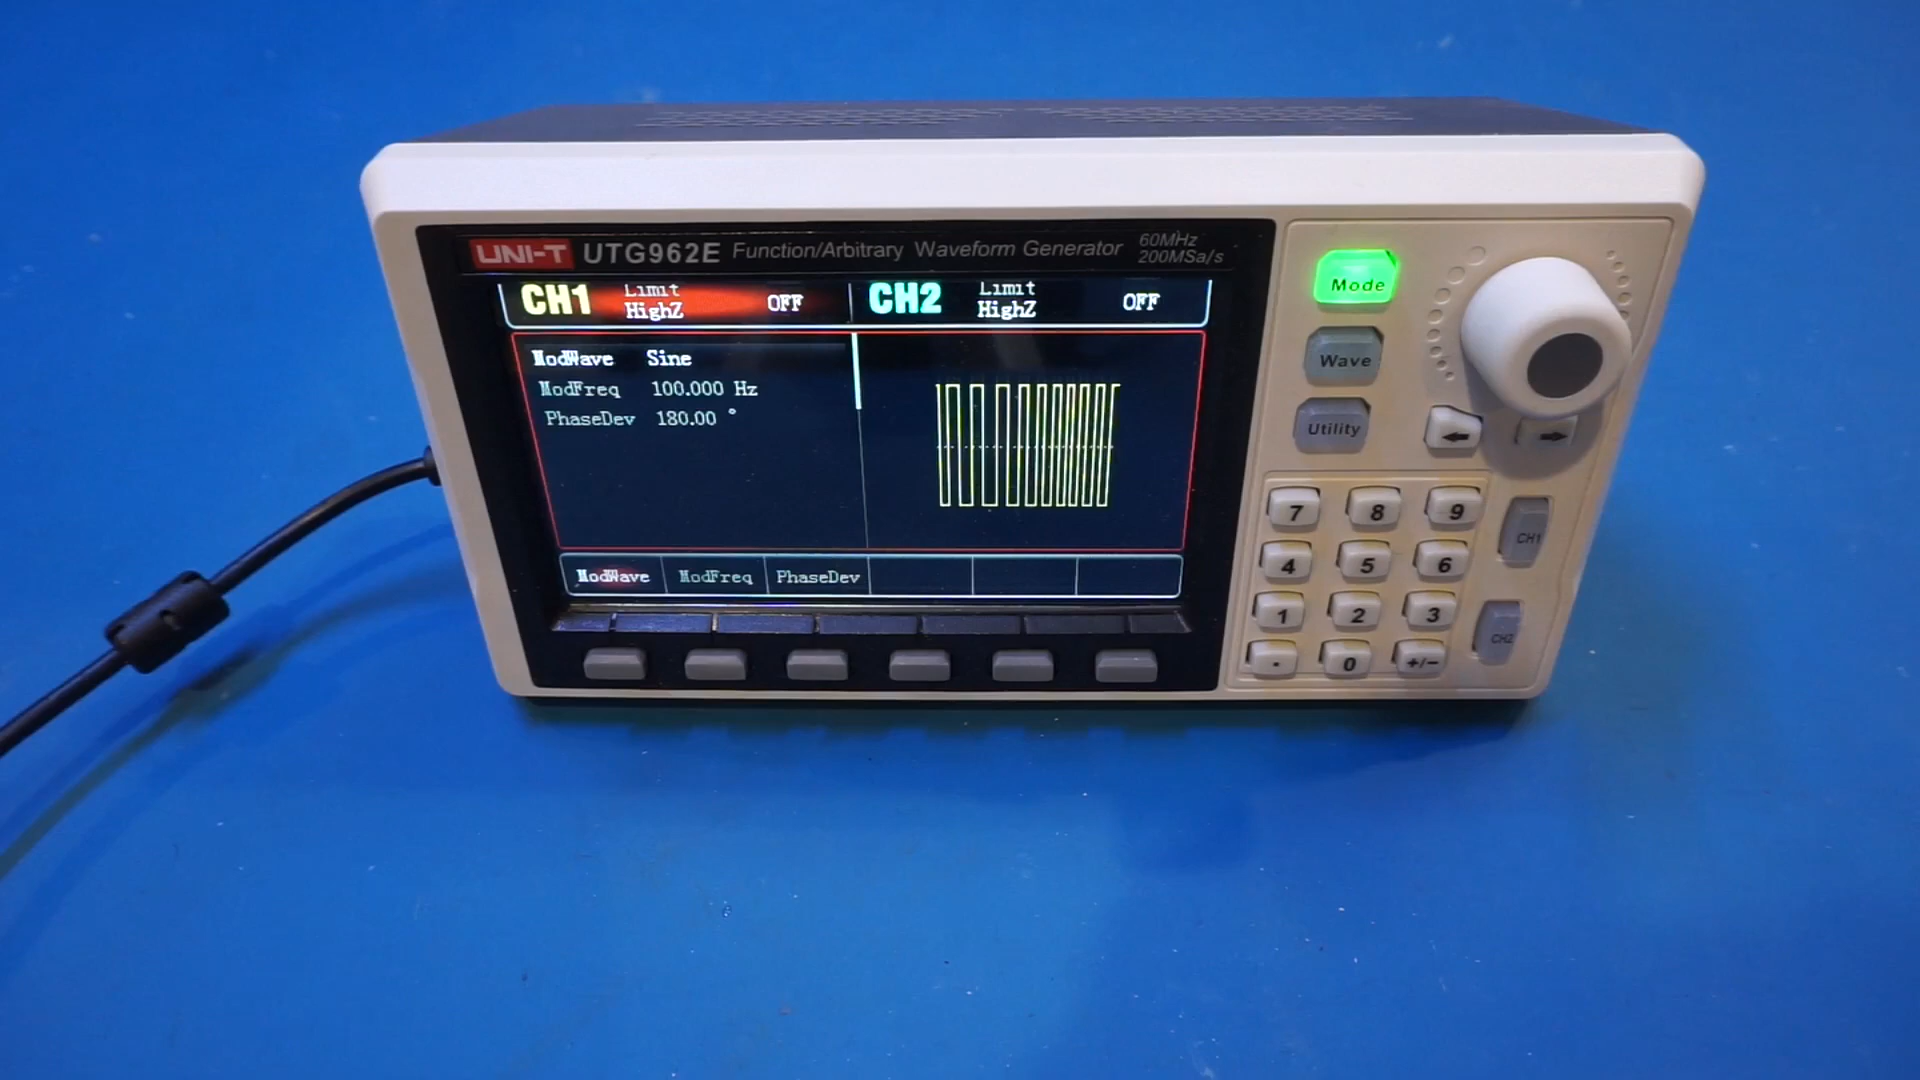 UNI-T UTG962E Function/Arbitrary Waveform Generator 60MHz 200MSa/s
CH1 Limit HighZ OFF
CH2 Limit HighZ OFF
ModWave Sine
ModFreq 100.000 Hz
PhaseDev 180.00 °
ModWave ModFreq PhaseDev
Mode
Wave
Utility
← →
7 8 9
4 5 6
1 2 3
. 0 +/-
CH1
CH2